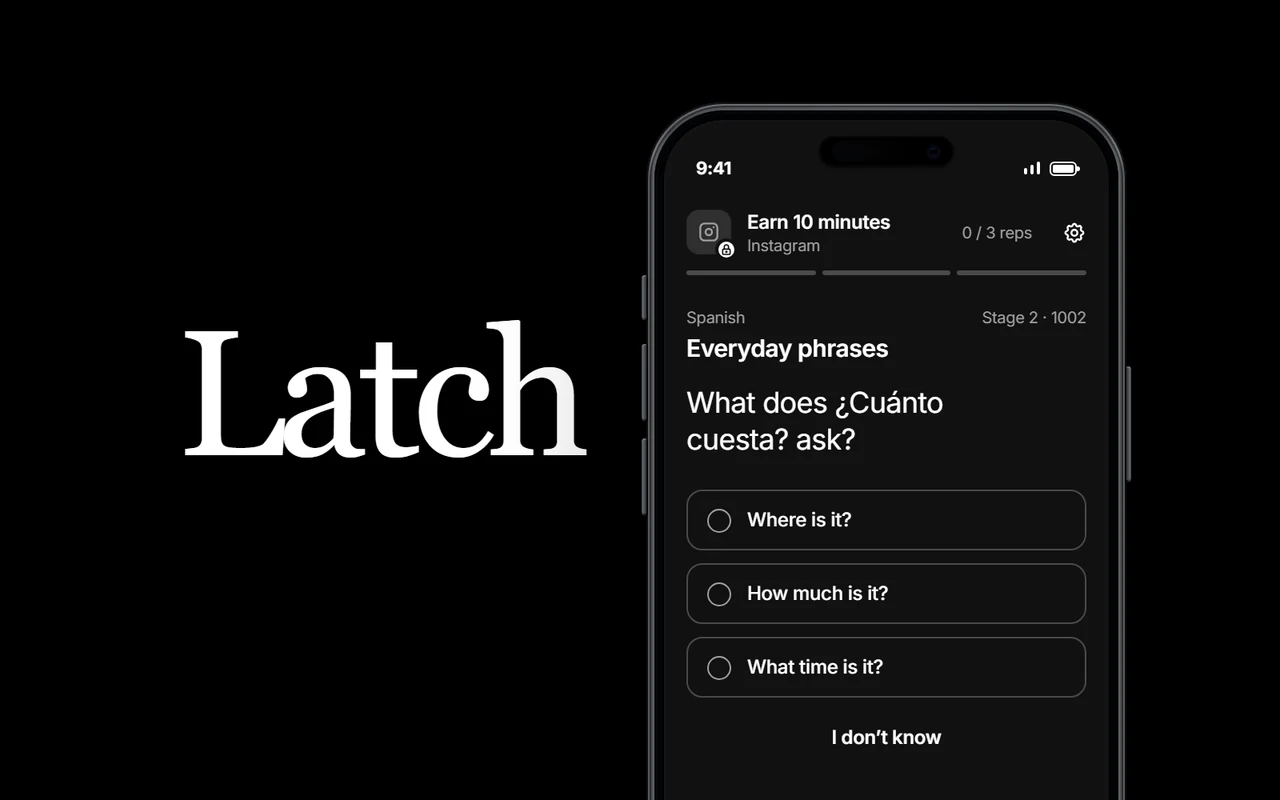 Latch
9:41
Earn 10 minutes
Instagram
0 / 3 reps
Spanish
Stage 2 · 1002
Everyday phrases
What does ¿Cuánto
cuesta? ask?
Where is it?
How much is it?
What time is it?
I don’t know